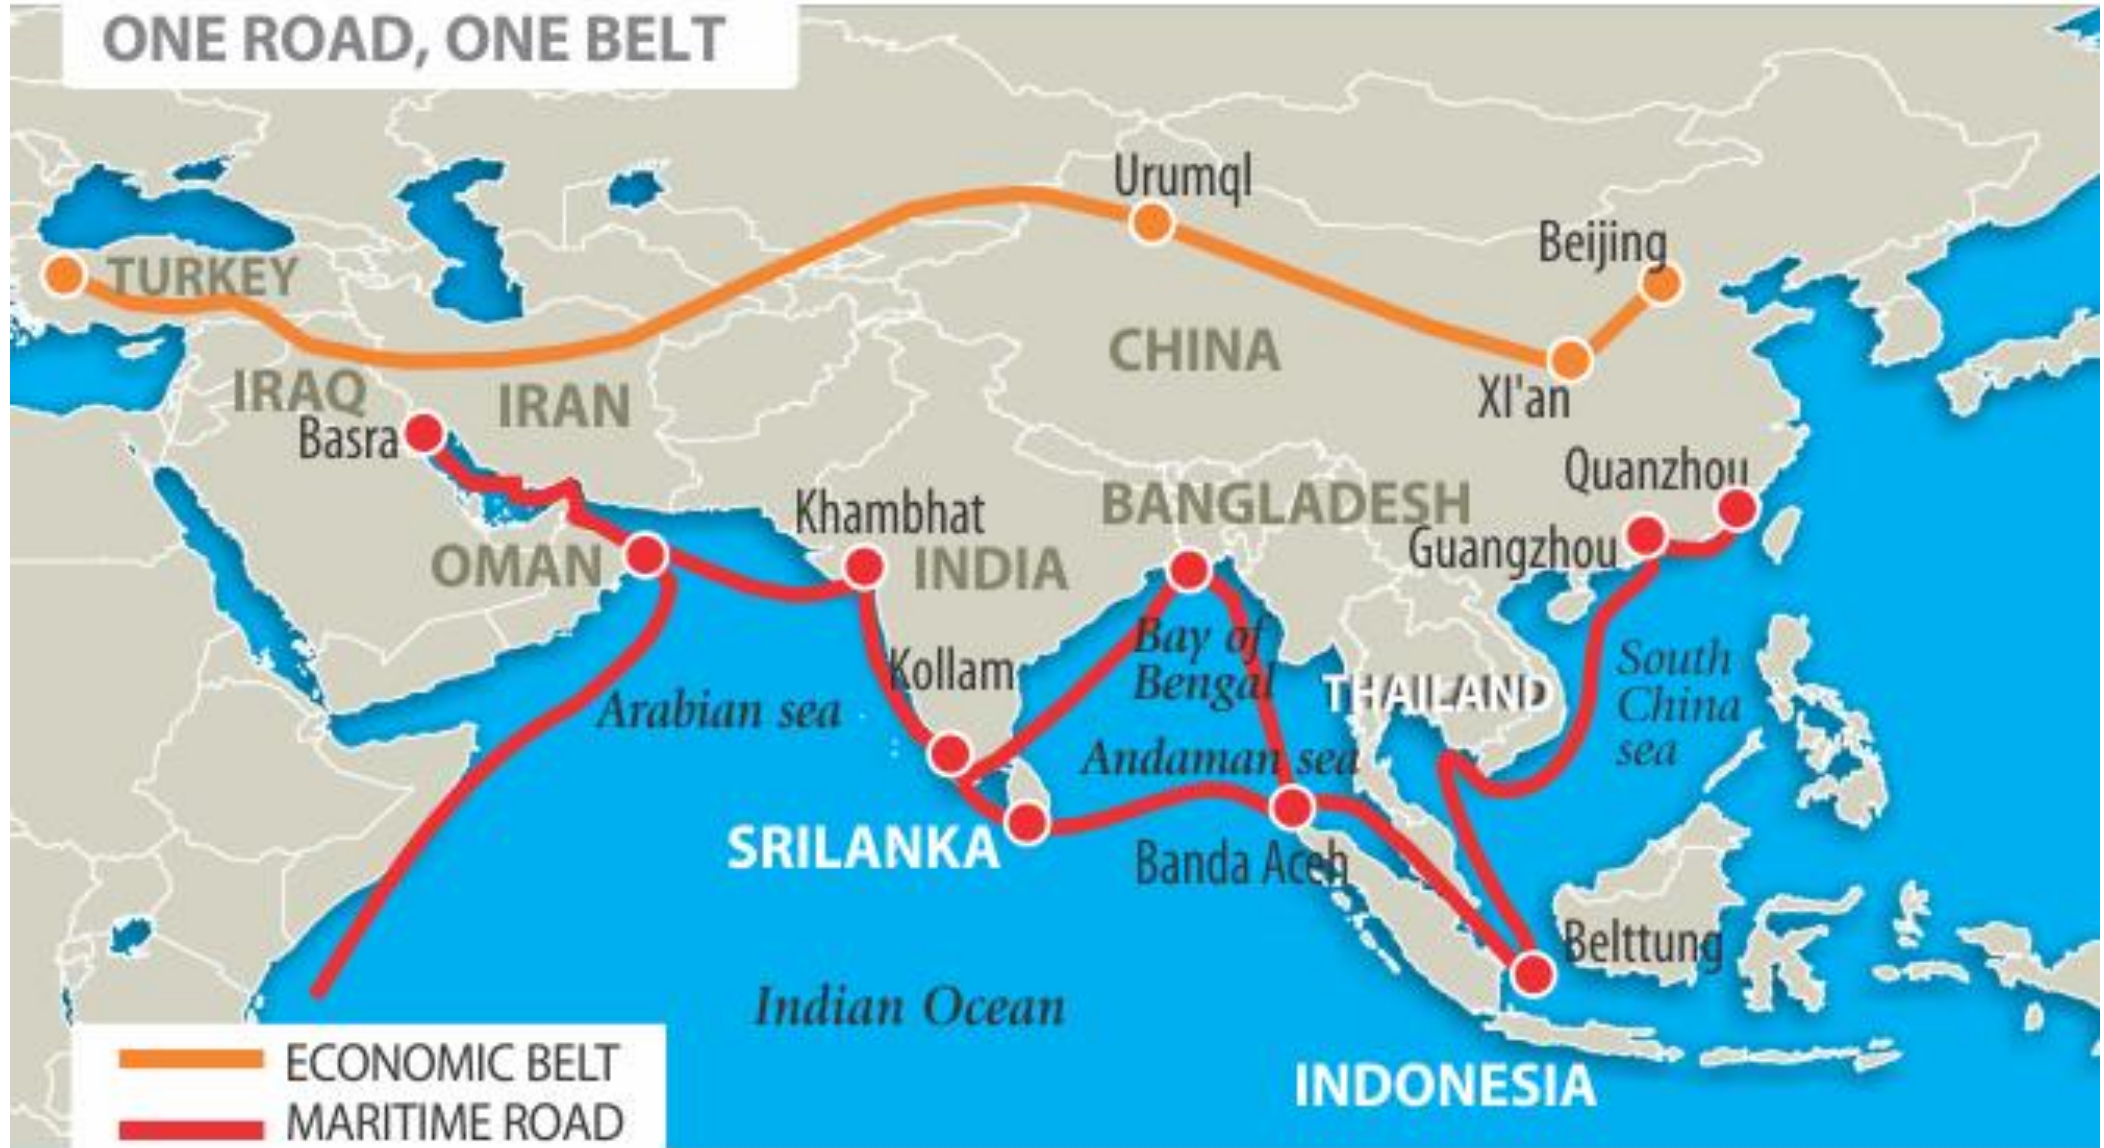 ONE ROAD, ONE BELT
Urumql
Beijing
TURKEY
CHINA
IRAQ
IRAN
XI'an
Basra
Quanzhou
Khambhat
BANGLADESH
Guangzhou
OMAN
INDIA
Bay of
Bengal
Kollam
South
China
sea
THAILAND
Arabian sea
Andaman sea
SRILANKA
Banda Aceh
Belttung
Indian Ocean
INDONESIA
ECONOMIC BELT
MARITIME ROAD